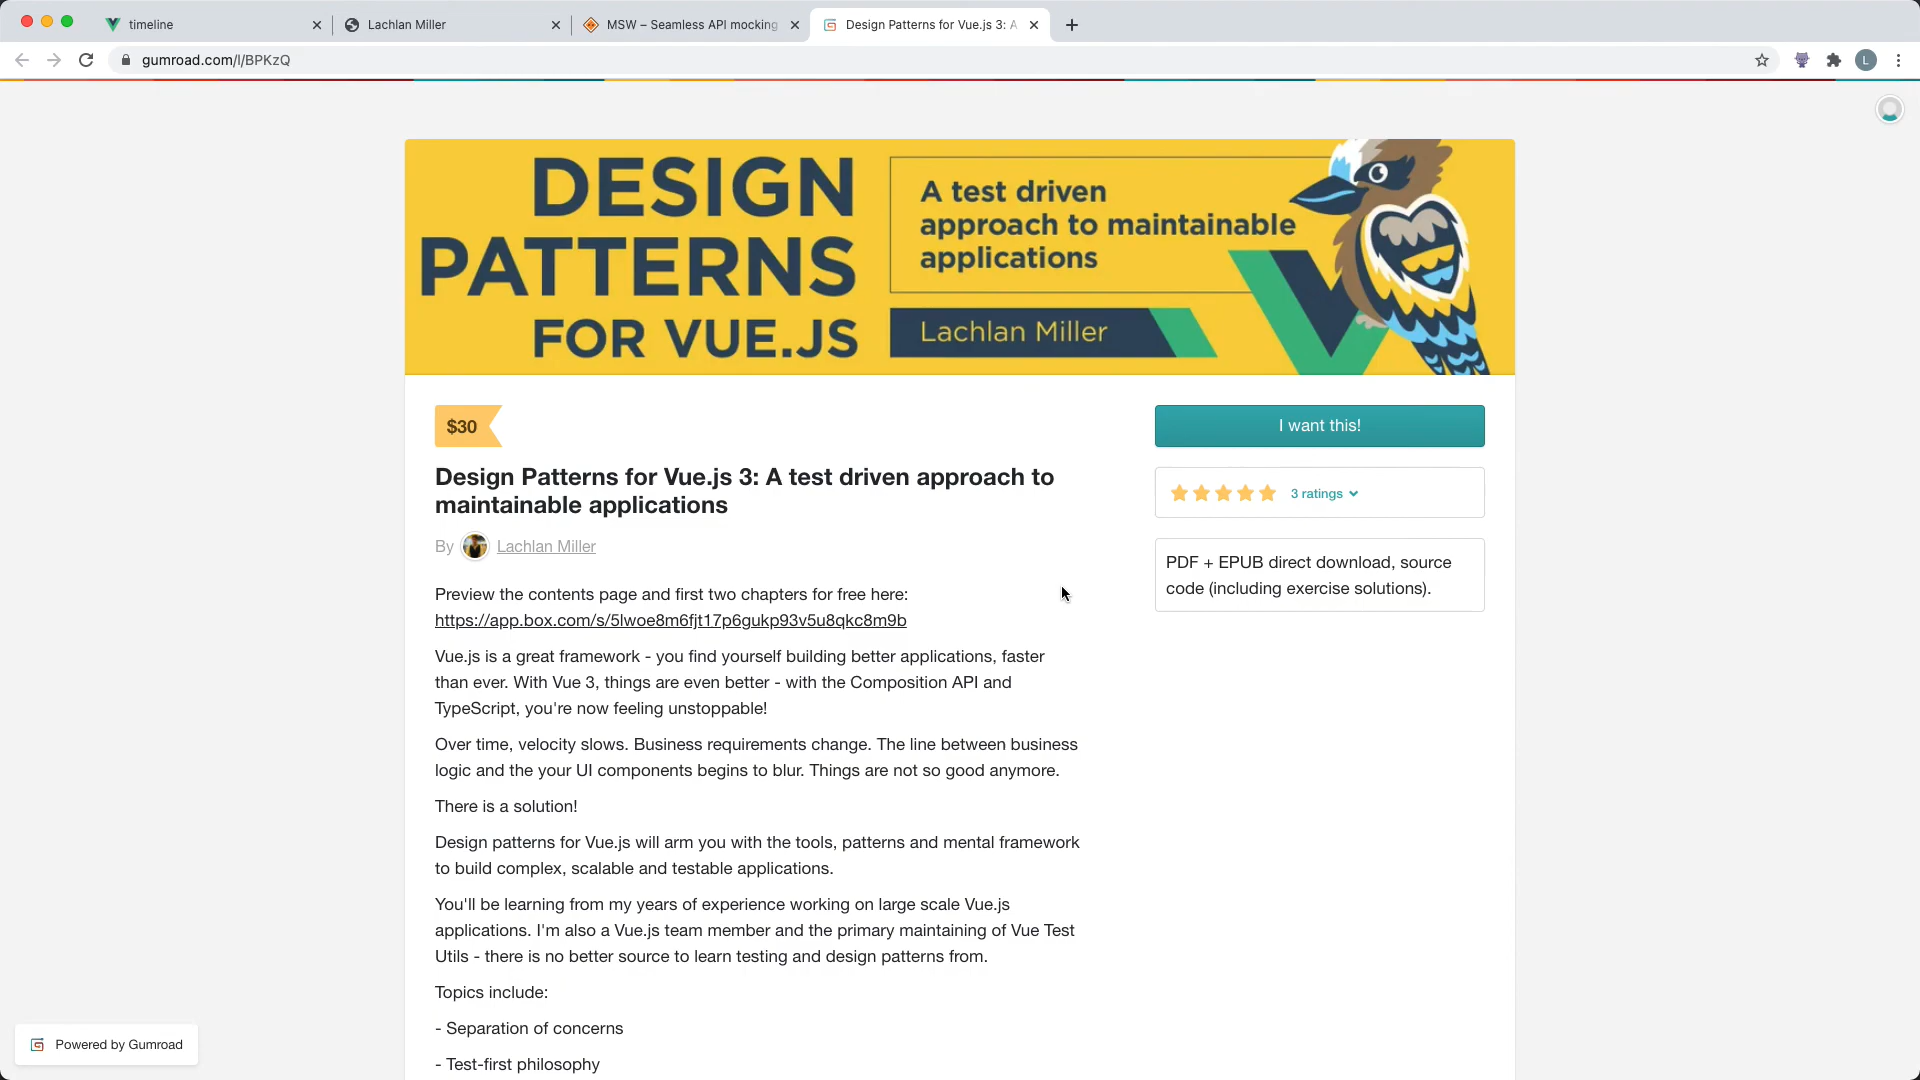 timeline
Lachlan Miller
MSW – Seamless API mocking
Design Patterns for Vue.js 3: A
gumroad.com/l/BPKzQ
L
DESIGN
PATTERNS
FOR VUE.JS
A test driven
approach to maintainable
applications
Lachlan Miller
$30
I want this!
Design Patterns for Vue.js 3: A test driven approach to
maintainable applications
3 ratings
By Lachlan Miller
PDF + EPUB direct download, source
code (including exercise solutions).
Preview the contents page and first two chapters for free here:
https://app.box.com/s/5lwoe8m6fjt17p6gukp93v5u8qkc8m9b
Vue.js is a great framework - you find yourself building better applications, faster
than ever. With Vue 3, things are even better - with the Composition API and
TypeScript, you're now feeling unstoppable!
Over time, velocity slows. Business requirements change. The line between business
logic and the your UI components begins to blur. Things are not so good anymore.
There is a solution!
Design patterns for Vue.js will arm you with the tools, patterns and mental framework
to build complex, scalable and testable applications.
You'll be learning from my years of experience working on large scale Vue.js
applications. I'm also a Vue.js team member and the primary maintaining of Vue Test
Utils - there is no better source to learn testing and design patterns from.
Topics include:
- Separation of concerns
- Test-first philosophy
Powered by Gumroad